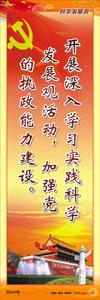 科学发展观
开展深入学习实践科学
发展观活动，加强党
的执政能力建设。